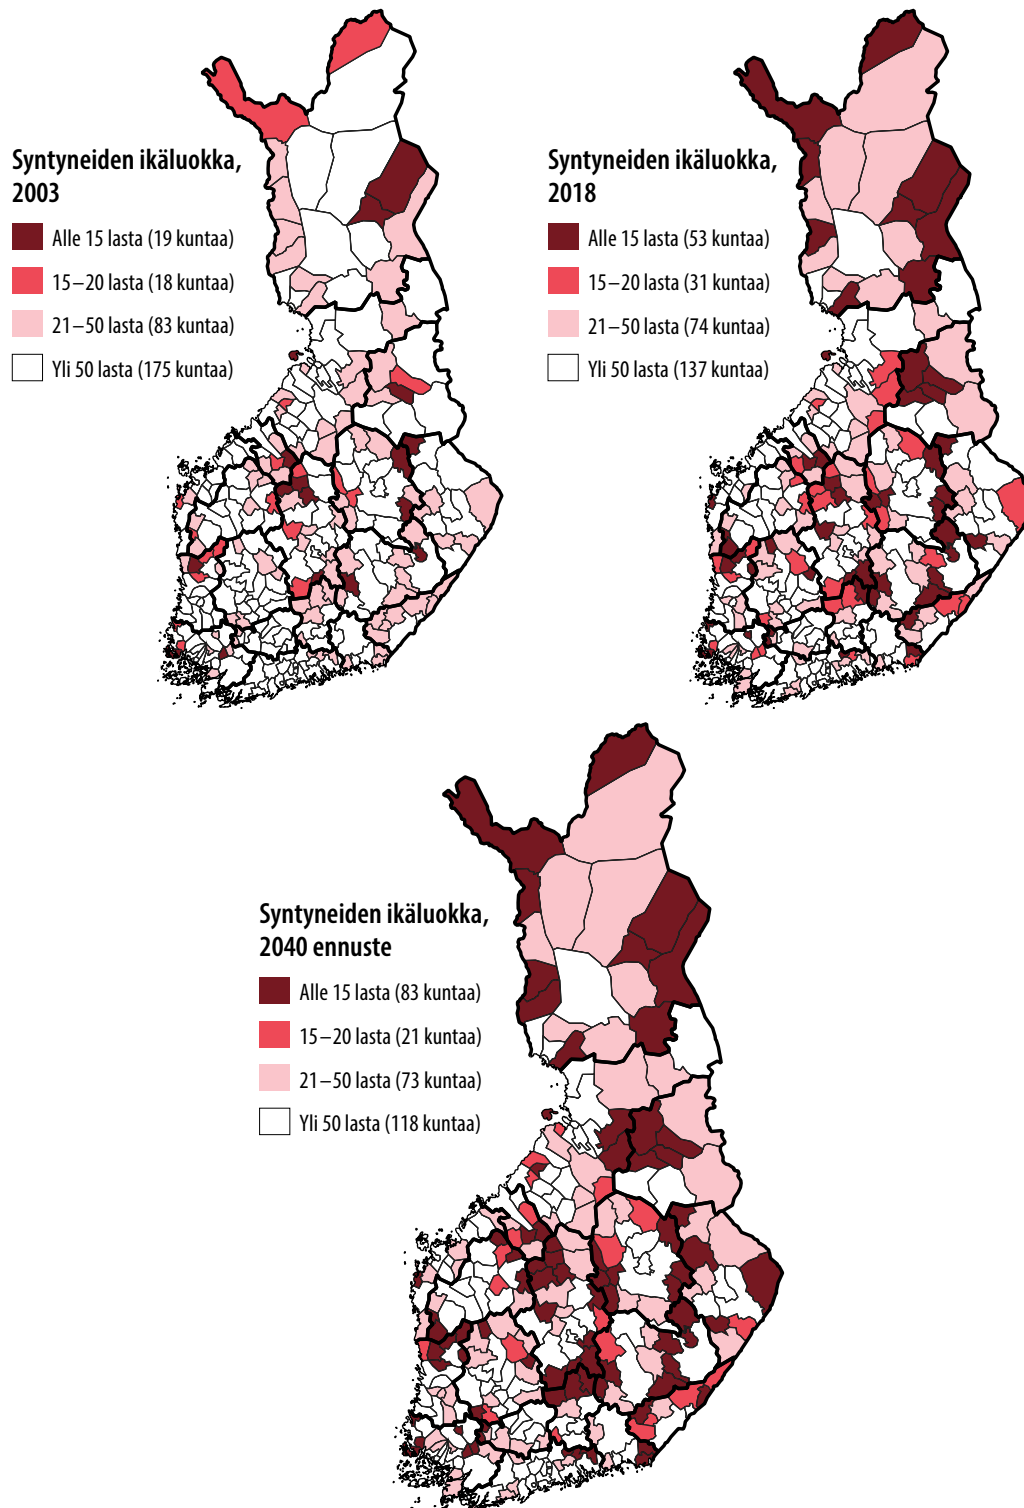 Syntyneiden ikäluokka,
2003
Alle 15 lasta (19 kuntaa)
15–20 lasta (18 kuntaa)
21–50 lasta (83 kuntaa)
Yli 50 lasta (175 kuntaa)
Syntyneiden ikäluokka,
2018
Alle 15 lasta (53 kuntaa)
15–20 lasta (31 kuntaa)
21–50 lasta (74 kuntaa)
Yli 50 lasta (137 kuntaa)
Syntyneiden ikäluokka,
2040 ennuste
Alle 15 lasta (83 kuntaa)
15–20 lasta (21 kuntaa)
21–50 lasta (73 kuntaa)
Yli 50 lasta (118 kuntaa)